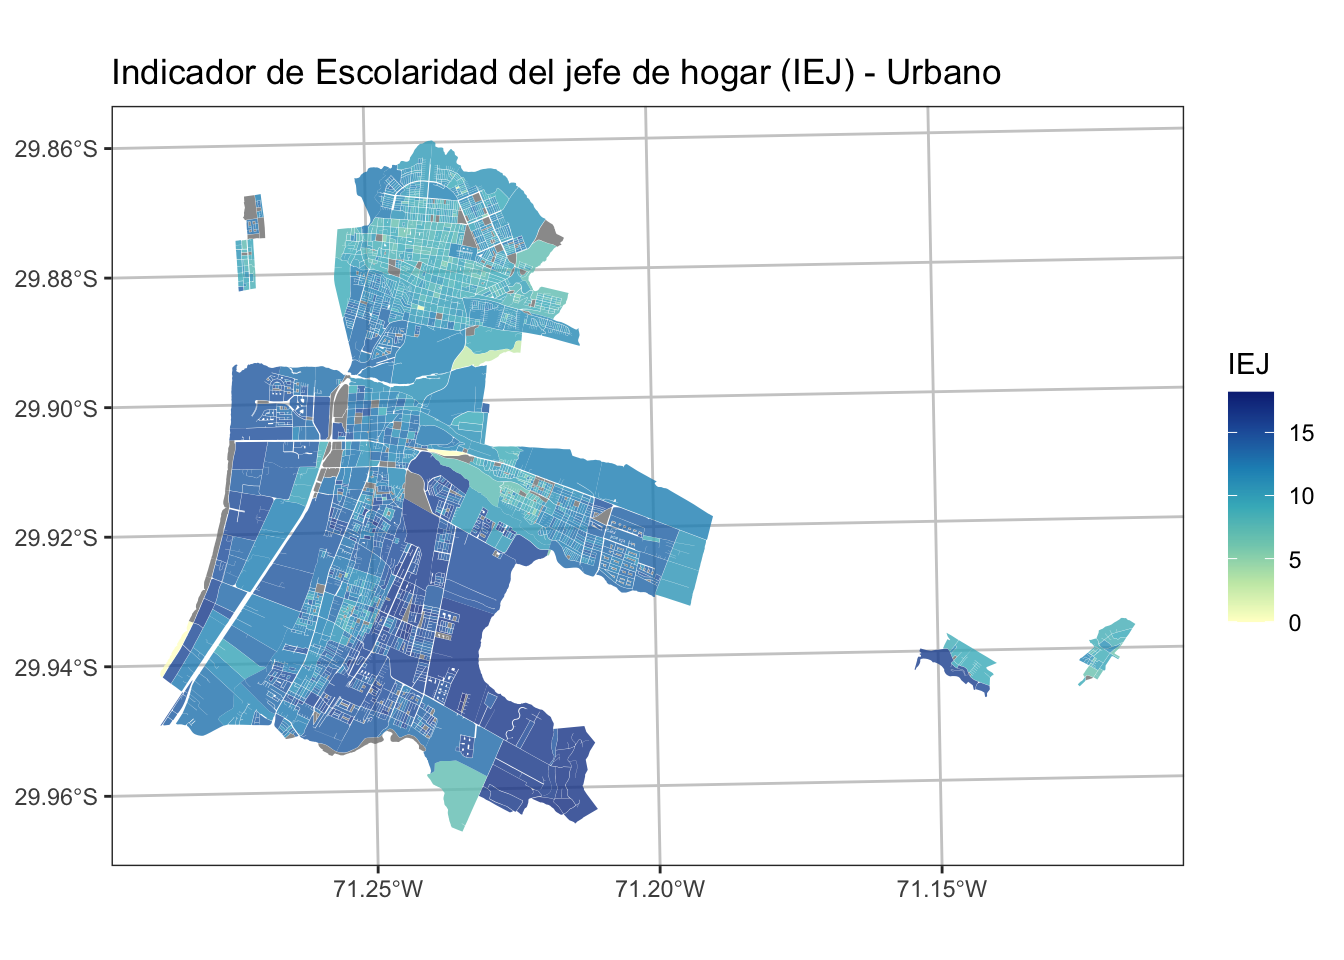 Indicador de Escolaridad del jefe de hogar (IEJ) - Urbano
29.86°S
29.88°S
29.90°S
29.92°S
29.94°S
29.96°S
71.25°W
71.20°W
71.15°W
IEJ
15
10
5
0